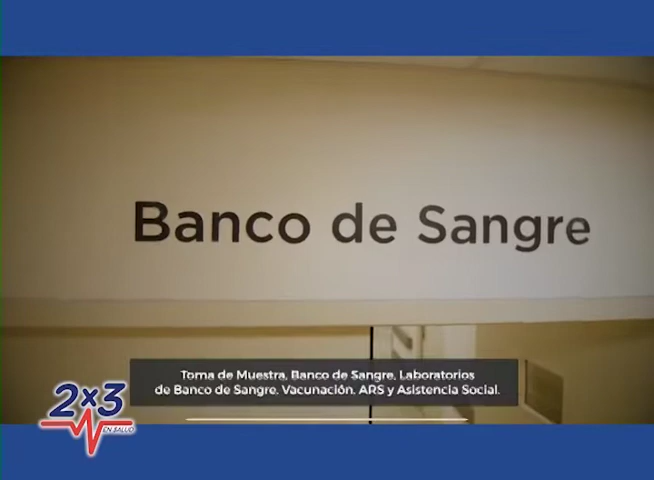 Banco de Sangre
Toma de Muestra, Banco de Sangre, Laboratorios
de Banco de Sangre, Vacunación, ARS y Asistencia Social.
2x3
EN SALUD